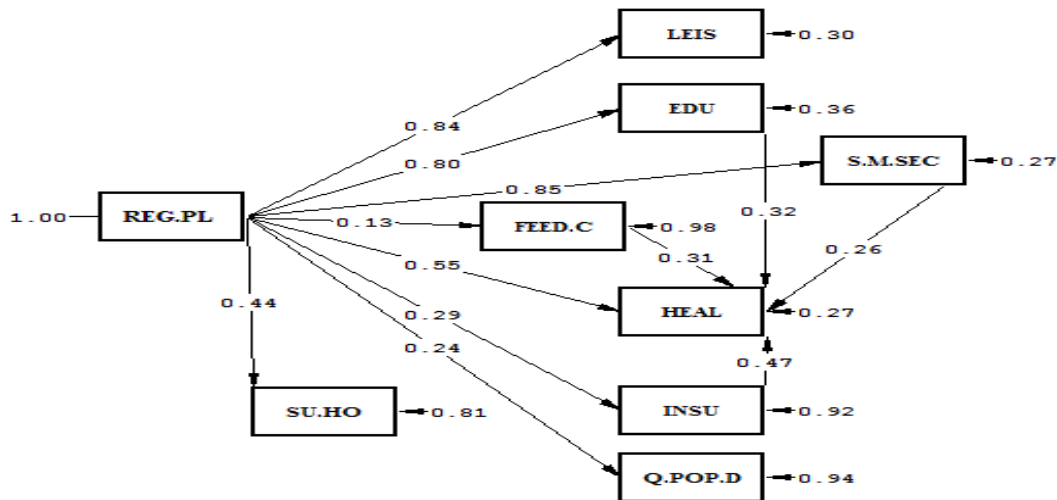 LEIS
0.30
EDU
0.36
0.84
0.80
S.M.SEC
0.27
0.85
1.00
REG.PL
0.13
FEED.C
0.98
0.32
0.31
0.26
0.55
0.44
HEAL
0.27
0.29
0.24
0.47
SU.HO
0.81
INSU
0.92
Q.POP.D
0.94